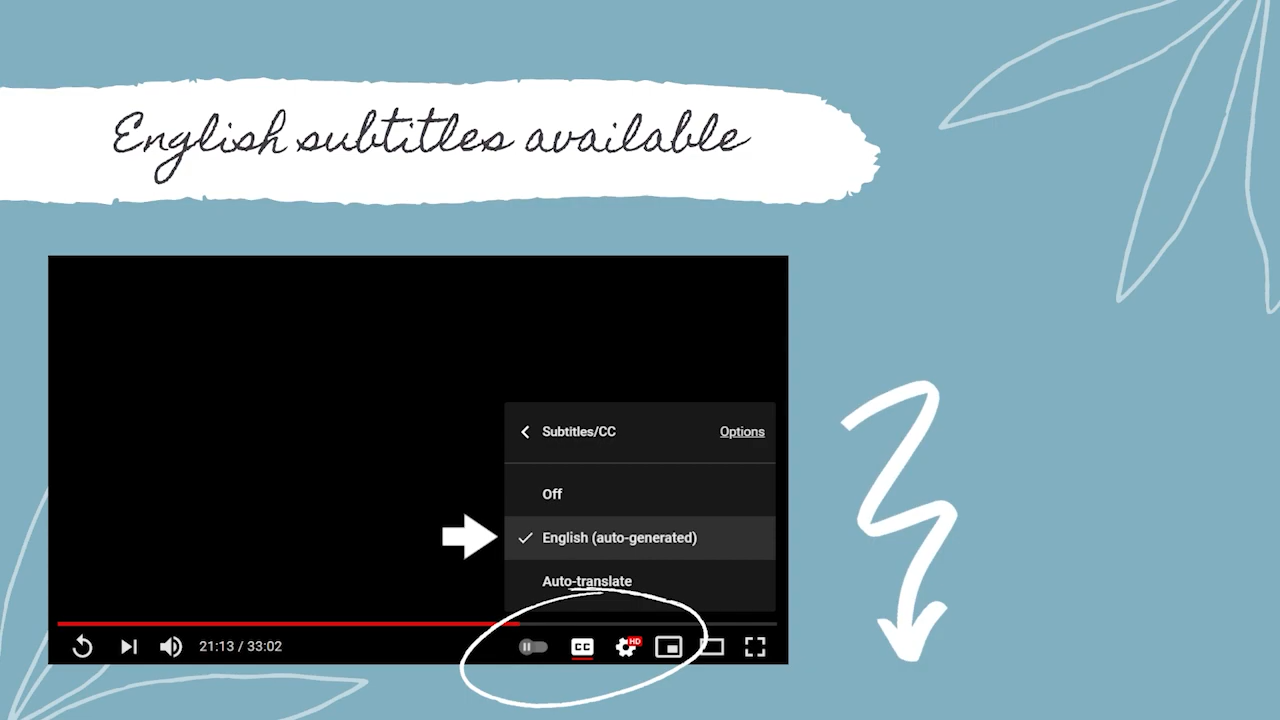 English subtitles available
Subtitles/CC Options
Off
English (auto-generated)
Auto-translate
21:13 / 33:02
CC
HD